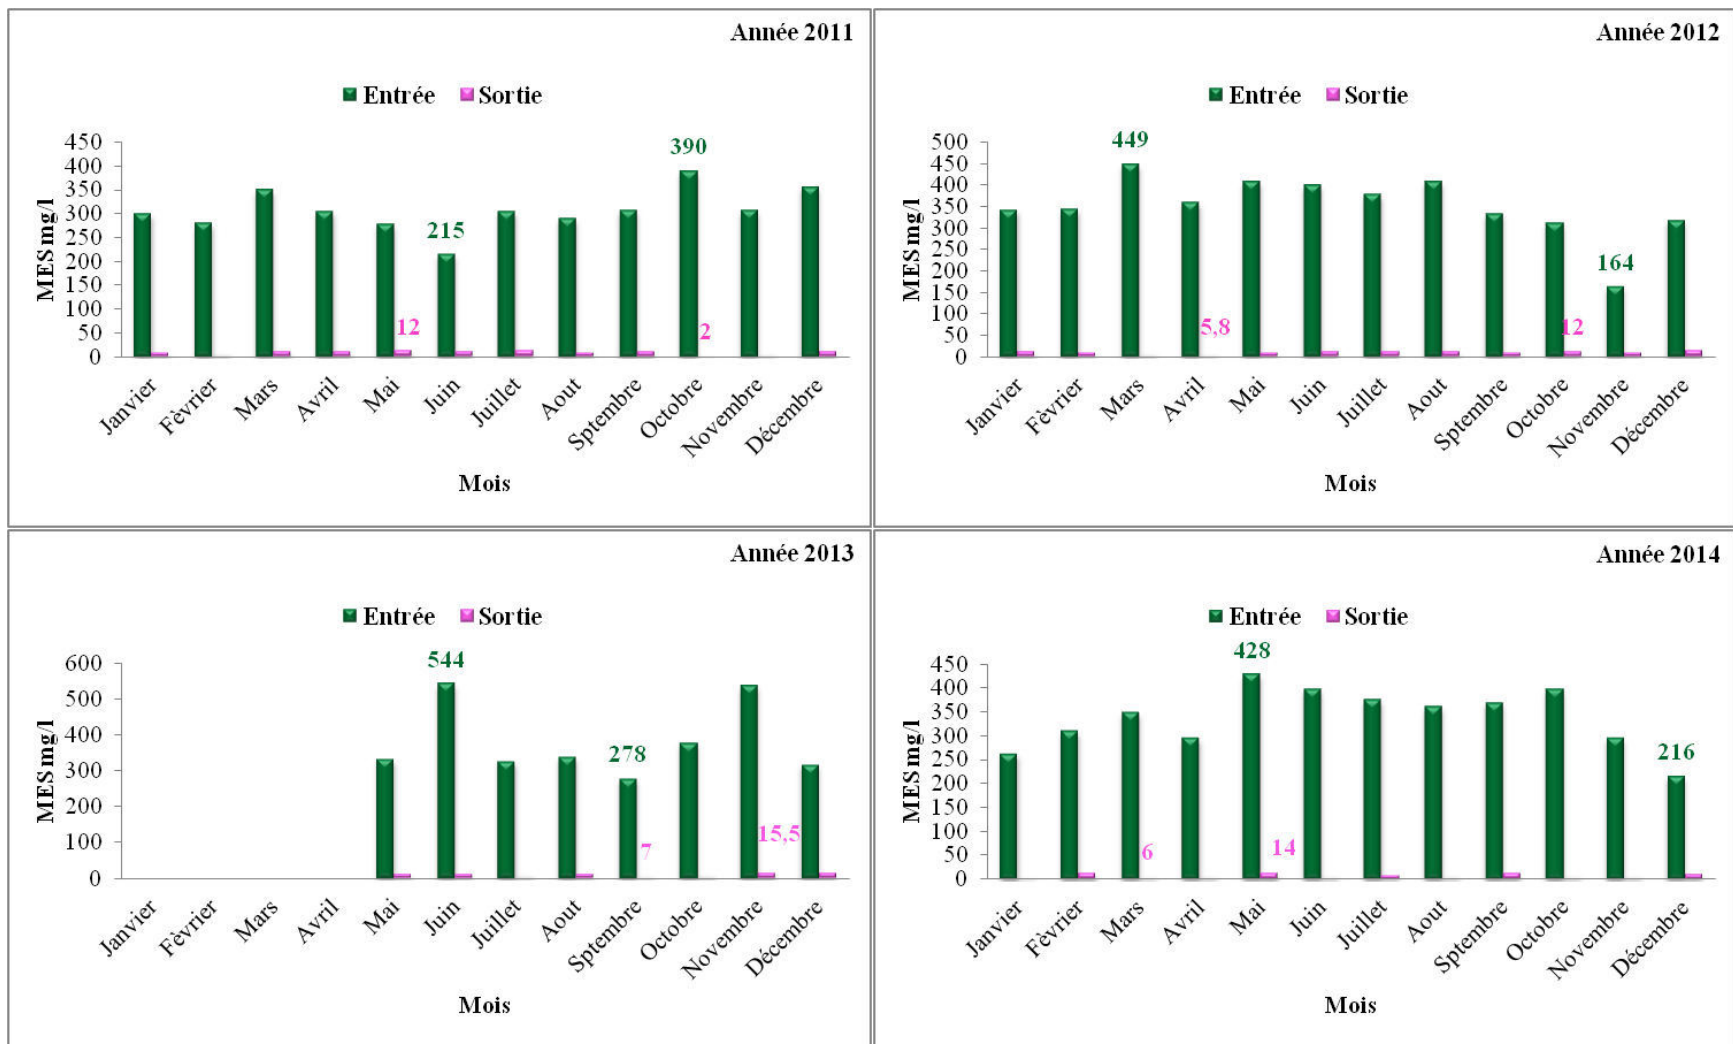 Année 2011
Entrée Sortie
MES mg/l
450
400
350
300
250
200
150
100
50
0
390
215
12
2
Janvier
Fèvrier
Mars
Avril
Mai
Juin
Juillet
Aout
Sptembre
Octobre
Novembre
Décembre
Mois
Année 2012
Entrée Sortie
MES mg/l
500
450
400
350
300
250
200
150
100
50
0
449
164
5,8
12
Janvier
Fèvrier
Mars
Avril
Mai
Juin
Juillet
Aout
Sptembre
Octobre
Novembre
Décembre
Mois
Année 2013
Entrée Sortie
MES mg/l
600
500
400
300
200
100
0
544
278
7
15,5
Janvier
Fèvrier
Mars
Avril
Mai
Juin
Juillet
Aout
Sptembre
Octobre
Novembre
Décembre
Mois
Année 2014
Entrée Sortie
MES mg/l
450
400
350
300
250
200
150
100
50
0
428
216
6
14
Janvier
Fèvrier
Mars
Avril
Mai
Juin
Juillet
Aout
Sptembre
Octobre
Novembre
Décembre
Mois